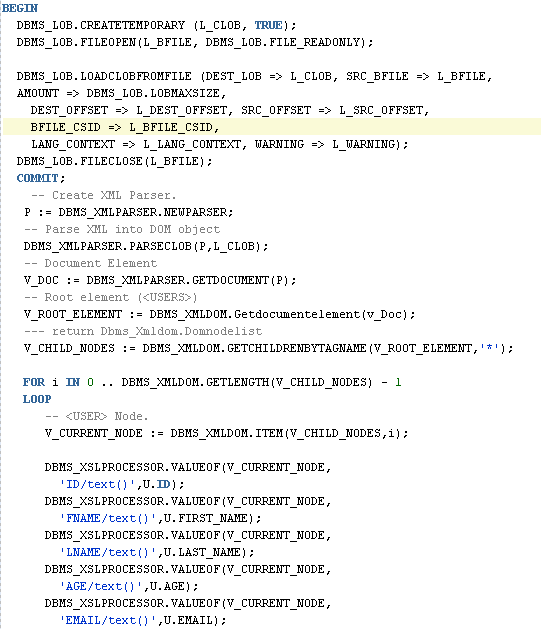 BEGIN
DBMS_LOB.CREATETEMPORARY (L_CLOB, TRUE);
DBMS_LOB.FILEOPEN(L_BFILE, DBMS_LOB.FILE_READONLY);
DBMS_LOB.LOADCLOBFROMFILE (DEST_LOB => L_CLOB, SRC_BFILE => L_BFILE,
AMOUNT => DBMS_LOB.LOBMAXSIZE,
DEST_OFFSET => L_DEST_OFFSET, SRC_OFFSET => L_SRC_OFFSET,
BFILE_CSID => L_BFILE_CSID,
LANG_CONTEXT => L_LANG_CONTEXT, WARNING => L_WARNING);
DBMS_LOB.FILECLOSE(L_BFILE);
COMMIT;
-- Create XML Parser.
P := DBMS_XMLPARSER.NEWPARSER;
-- Parse XML into DOM object
DBMS_XMLPARSER.PARSECLOB(P,L_CLOB);
-- Document Element
V_DOC := DBMS_XMLPARSER.GETDOCUMENT(P);
-- Root element (<USERS>)
V_ROOT_ELEMENT := DBMS_XMLDOM.Getdocumentelement(v_Doc);
--- return Dbms_Xmldom.Domnodelist
V_CHILD_NODES := DBMS_XMLDOM.GETCHILDRENBYTAGNAME(V_ROOT_ELEMENT,'*');
FOR i IN 0 .. DBMS_XMLDOM.GETLENGTH(V_CHILD_NODES) - 1
LOOP
-- <USER> Node.
V_CURRENT_NODE := DBMS_XMLDOM.ITEM(V_CHILD_NODES,i);
DBMS_XSLPROCESSOR.VALUEOF(V_CURRENT_NODE,
'ID/text()',U.ID);
DBMS_XSLPROCESSOR.VALUEOF(V_CURRENT_NODE,
'FNAME/text()',U.FIRST_NAME);
DBMS_XSLPROCESSOR.VALUEOF(V_CURRENT_NODE,
'LNAME/text()',U.LAST_NAME);
DBMS_XSLPROCESSOR.VALUEOF(V_CURRENT_NODE,
'AGE/text()',U.AGE);
DBMS_XSLPROCESSOR.VALUEOF(V_CURRENT_NODE,
'EMAIL/text()',U.EMAIL);